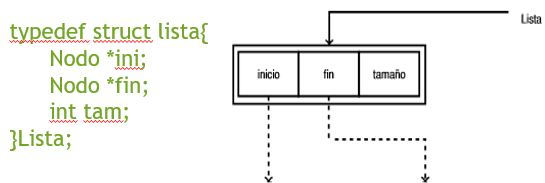 typedef struct lista{
Nodo *ini;
Nodo *fin;
int tam;
}Lista;
Lista
inicio
fin
tamaño